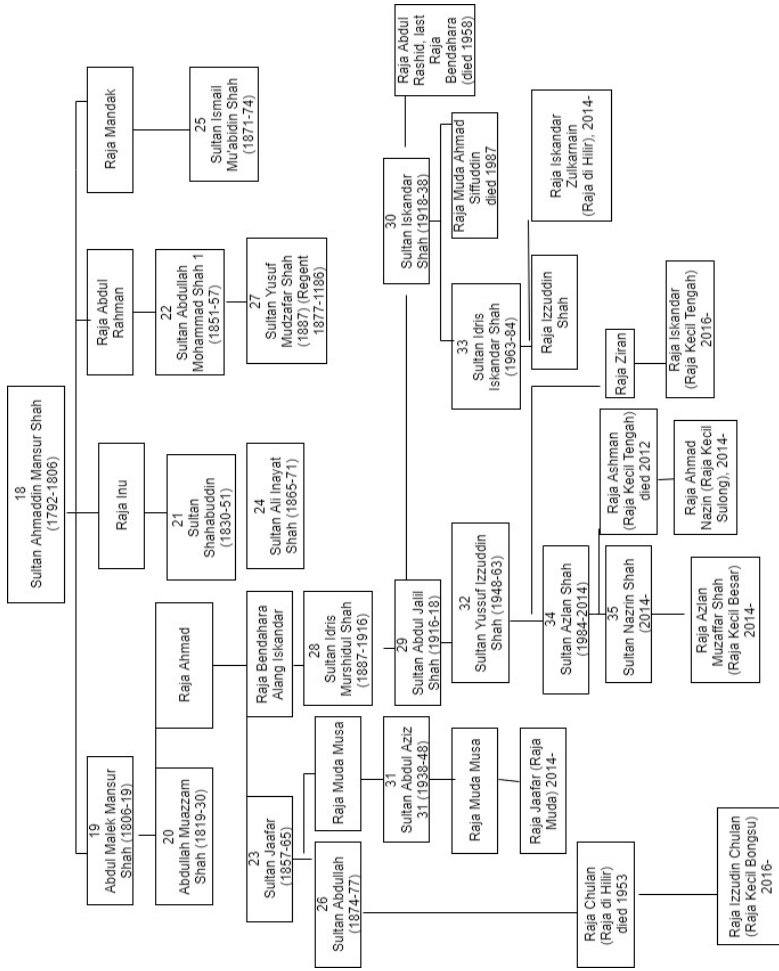 18
Sultan Ahmaddin Mansur Shah
(1792-1806)
19
Abdul Malek Mansur
Shah (1806-19)
Raja Inu
Raja Abdul
Rahman
Raja Mandak
20
Abdullah Muazzam
Shah (1819-30)
Raja Ahmad
21
Sultan
Shahabuddin
(1830-51)
22
Sultan Abdullah
Mohammad Shah 1
(1851-57)
25
Sultan Ismail
Mu'abidin Shah
(1871-74)
23
Sultan Jaafar
(1857-65)
Raja Bendahara
Alang Iskandar
24
Sultan Ali Inayat
Shah (1865-71)
27
Sultan Yusuf
Mudzafar Shah
(1887) (Regent
1877-1186)
26
Sultan Abdullah
(1874-77)
Raja Muda Musa
28
Sultan Idris
Murshidul Shah
(1887-1916)
31
Sultan Abdul Aziz
31 (1938-48)
29
Sultan Abdul Jalil
Shah (1916-18)
30
Sultan Iskandar
Shah (1918-38)
Raja Abdul
Rashid, last
Raja
Bendahara
(died 1958)
Raja Muda Musa
32
Sultan Yussuf Izzuddin
Shah (1948-63)
33
Sultan Idris
Iskandar Shah
(1963-84)
Raja Muda Ahmad
Siffuddin
died 1987
Raja Jaafar (Raja
Muda) 2014-
34
Sultan Azlan Shah
(1984-2014)
Raja Izzuddin
Shah
Raja Iskandar
Zulkarnain
(Raja di Hilir), 2014-
Raja Chulan
(Raja di Hilir)
died 1953
35
Sultan Nazrin Shah
(2014-
Raja Ashman
(Raja Kecil Tengah)
died 2012
Raja Ziran
Raja Izzudin Chulan
(Raja Kecil Bongsu)
2016-
Raja Azlan
Muzaffar Shah
(Raja Kecil Besar)
2014-
Raja Ahmad
Nazin (Raja Kecil
Sulong), 2014-
Raja Iskandar
(Raja Kecil Tengah)
2016-